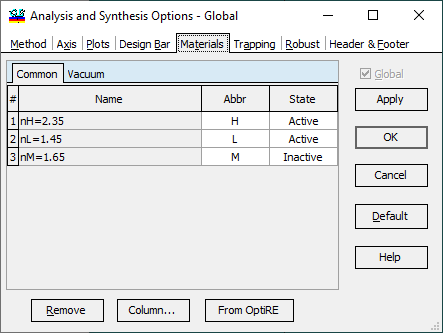 Analysis and Synthesis Options - Global
Method Axis Plots Design Bar Materials Trapping Robust Header & Footer
Common Vacuum
Global
# Name Abbr State
1 nH=2.35 H Active
2 nL=1.45 L Active
3 nM=1.65 M Inactive
Apply
OK
Cancel
Default
Help
Remove Column... From OptiRE